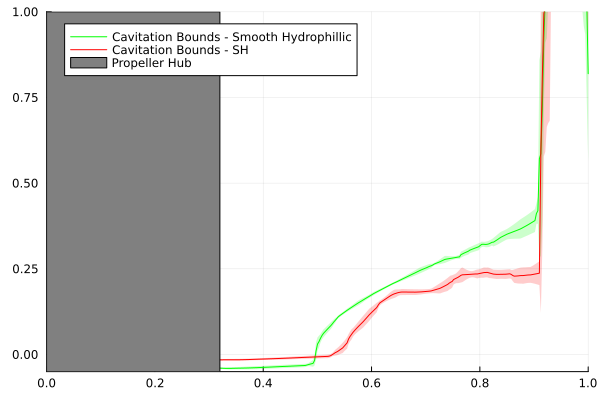 1.00
Cavitation Bounds - Smooth Hydrophillic
Cavitation Bounds - SH
Propeller Hub
0.75
0.50
0.25
0.00
0.0 0.2 0.4 0.6 0.8 1.0